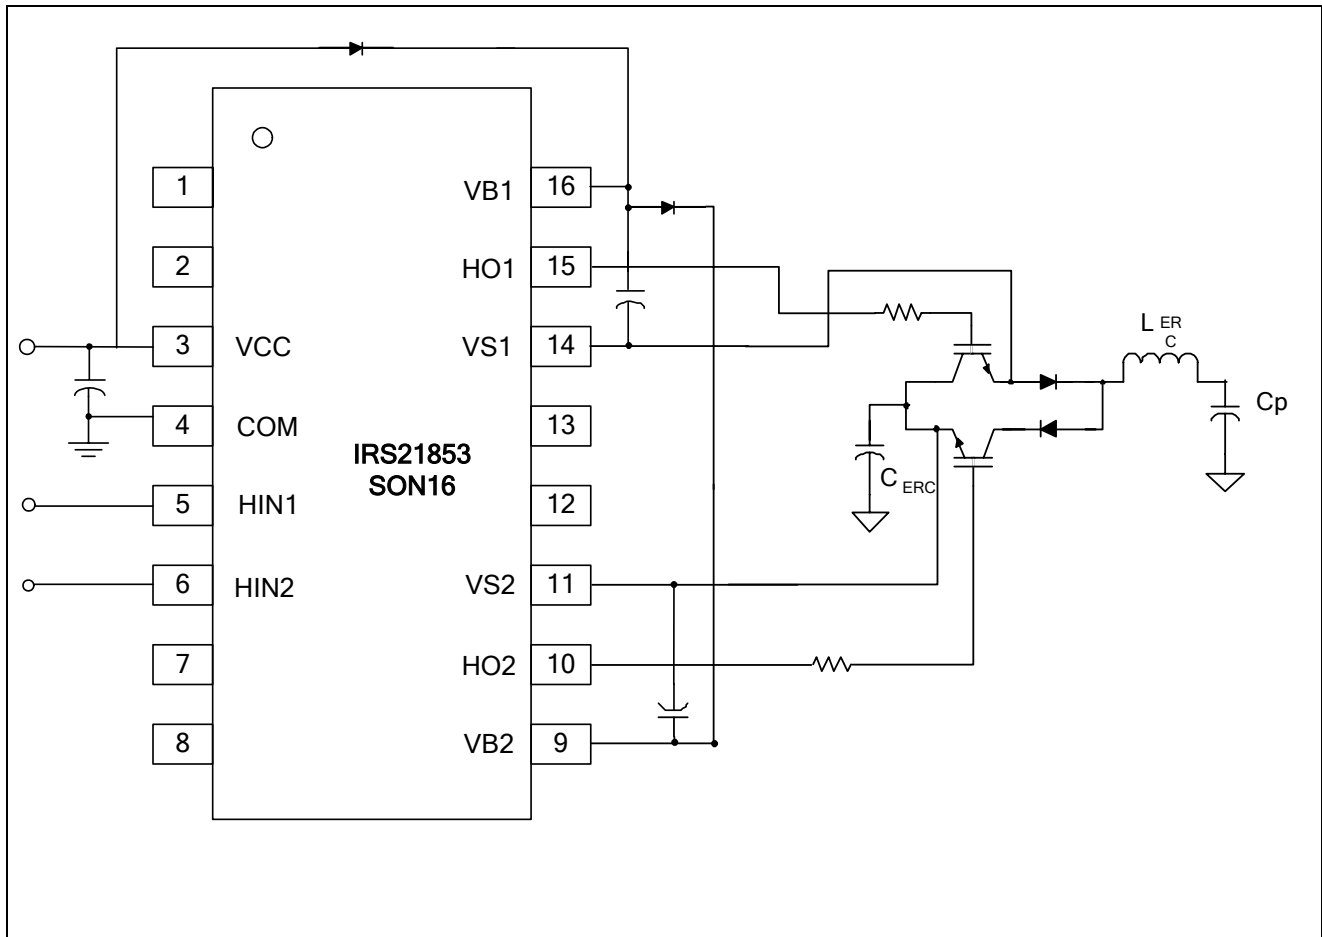 1
VB1 16
2
HO1 15
3 VCC
VS1 14
4 COM
13
IRS21853
SON16
5 HIN1
12
6 HIN2
VS2 11
7
HO2 10
8
VB2 9
L ER
C
Cp
C ERC